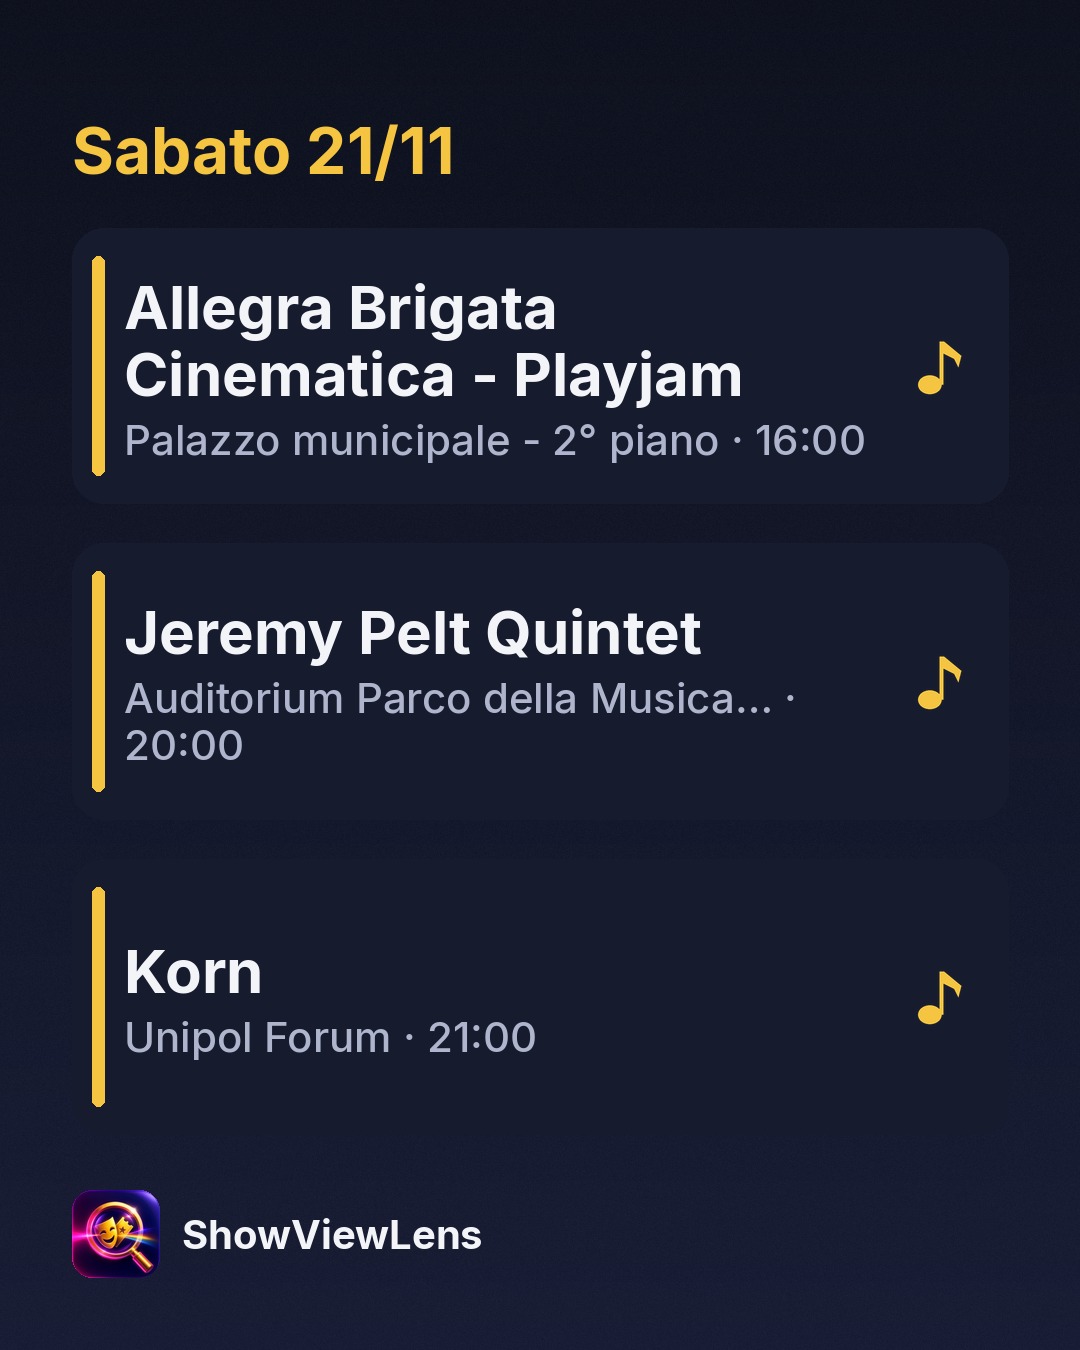 Sabato 21/11
Allegra Brigata
Cinematica - Playjam
Palazzo municipale - 2° piano · 16:00
Jeremy Pelt Quintet
Auditorium Parco della Musica... ·
20:00
Korn
Unipol Forum · 21:00
ShowViewLens